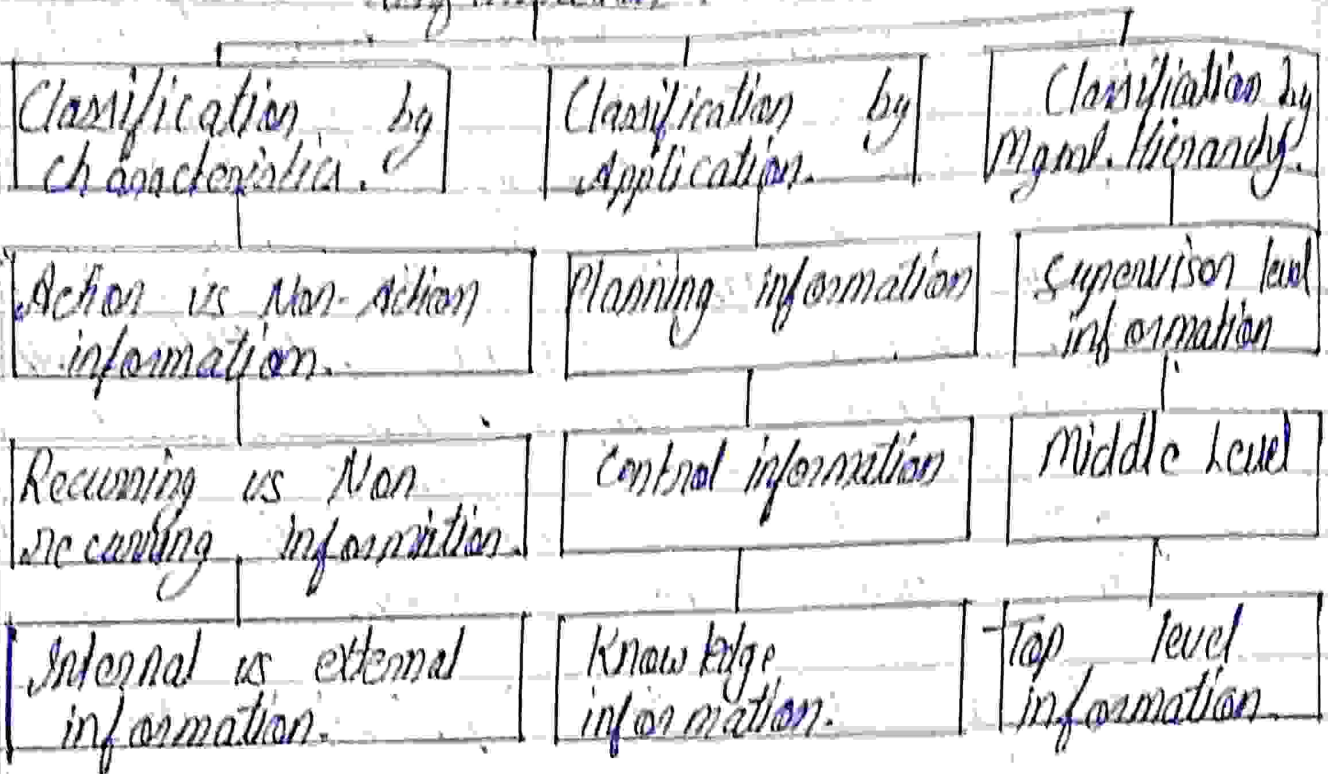 Classification by
characteristics.
Classification by
Application.
Classification by
Mgmt. Hierarchy.
Action vs Non-Action
information.
Planning information
Supervisor level
information
Recurring vs Non
recurring information.
Control information
Middle Level
Internal vs external
information.
Knowledge
information.
Top level
information.